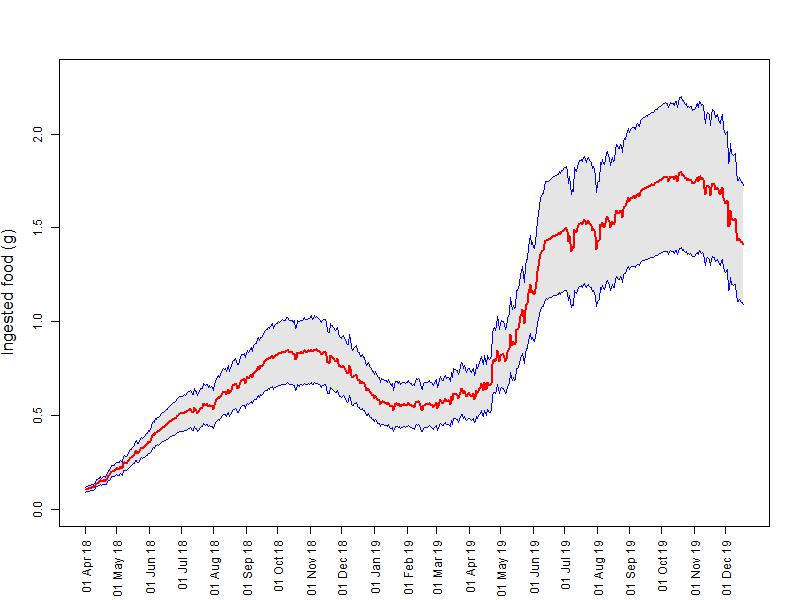 Ingested food (g)
2.0
1.5
1.0
0.5
0.0
01 Apr 18
01 May 18
01 Jun 18
01 Jul 18
01 Aug 18
01 Sep 18
01 Oct 18
01 Nov 18
01 Dec 18
01 Jan 19
01 Feb 19
01 Mar 19
01 Apr 19
01 May 19
01 Jun 19
01 Jul 19
01 Aug 19
01 Sep 19
01 Oct 19
01 Nov 19
01 Dec 19